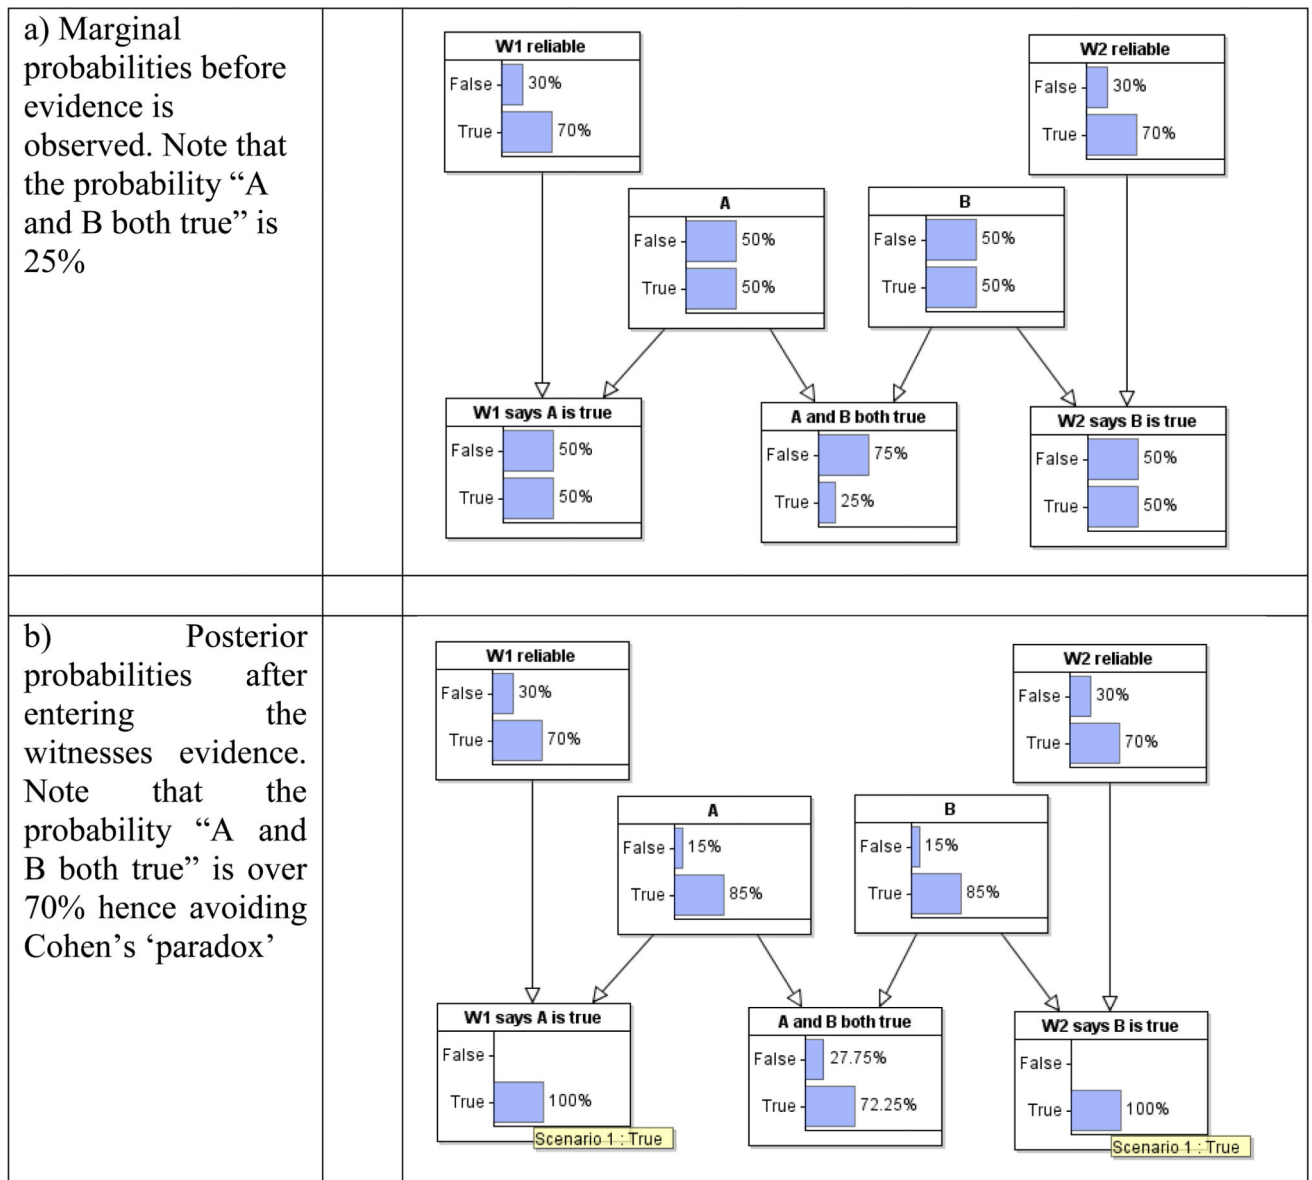 a) Marginal
probabilities before
evidence is
observed. Note that
the probability “A
and B both true” is
25%
W1 reliable
False 30%
True 70%
W2 reliable
False 30%
True 70%
A
False 50%
True 50%
B
False 50%
True 50%
W1 says A is true
False 50%
True 50%
A and B both true
False 75%
True 25%
W2 says B is true
False 50%
True 50%
b) Posterior
probabilities after
entering the
witnesses evidence.
Note that the
probability “A and
B both true” is over
70% hence avoiding
Cohen’s ‘paradox’
W1 reliable
False 30%
True 70%
W2 reliable
False 30%
True 70%
A
False 15%
True 85%
B
False 15%
True 85%
W1 says A is true
False
True 100%
Scenario 1 : True
A and B both true
False 27.75%
True 72.25%
W2 says B is true
False
True 100%
Scenario 1 : True